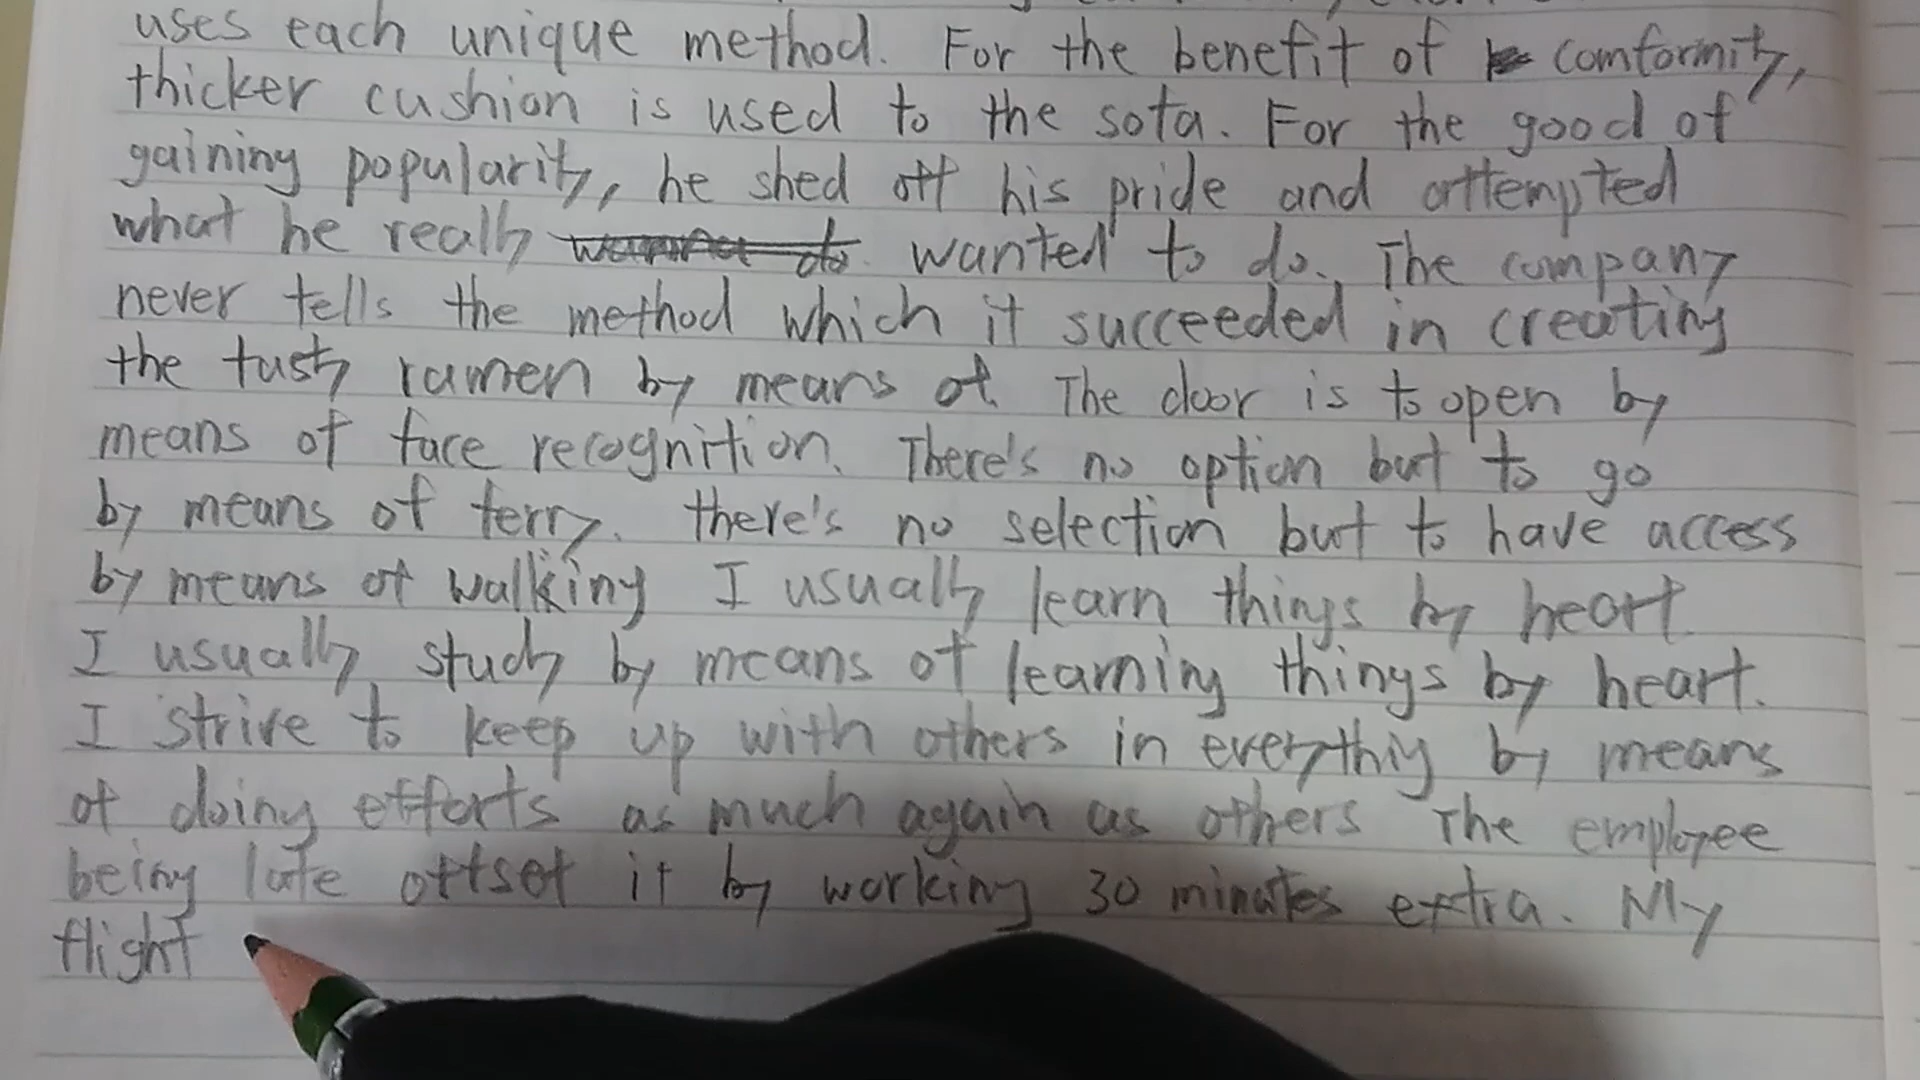 uses each unique method. For the benefit of comformity,
thicker cushion is used to the sofa. For the good of
gaining popularity, he shed off his pride and attempted
what he really wanted to do. The company
never tells the method which it succeeded in creating
the tasty ramen by means of. The door is to open by
means of face recognition. There's no option but to go
by means of ferry. there's no selection but to have access
by means of walking I usually learn things by heart
I usually study by means of learning things by heart.
I strive to keep up with others in everythig by means
of doing efforts as much again as others The employee
being late offset it by working 30 minutes extra. My
flight